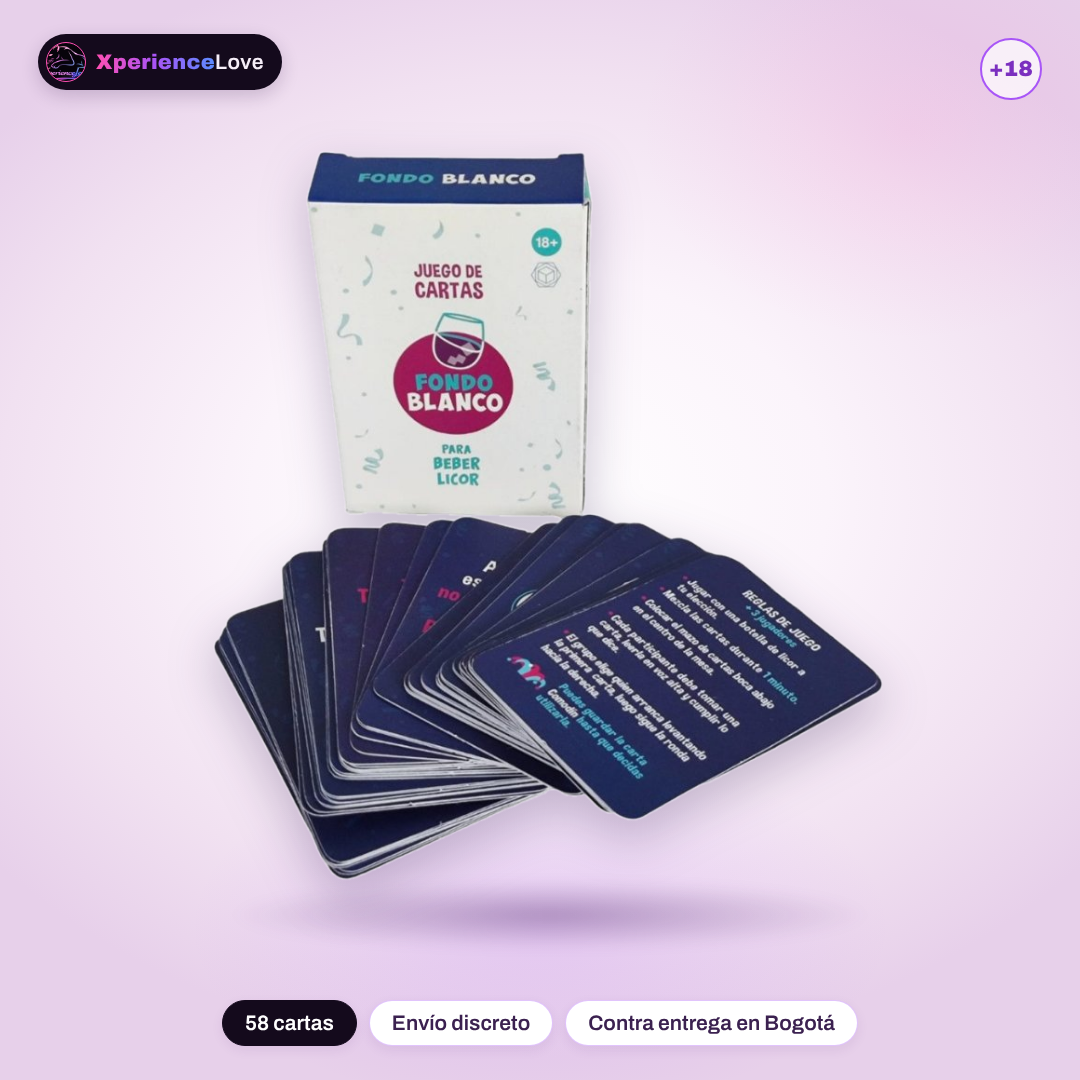 XperienceLove
+18
FONDO BLANCO
18+
JUEGO DE
CARTAS
FONDO
BLANCO
PARA
BEBER
LICOR
REGLAS DE JUEGO
+ 3 jugadores
Jugar con una botella de licor a
tu elección.
Mezcla las cartas durante 1 minuto.
Colocar el mazo de cartas boca abajo
en el centro de la mesa.
Cada participante debe tomar una
carta, leerla en voz alta y cumplir lo
que dice.
El grupo elige quien arranca levantando
la primera carta, luego sigue la ronda
hacia la derecha.
Puedes guardar la carta
Comodín hasta que decidas
utilizarla.
no
58 cartas
Envío discreto
Contra entrega en Bogotá